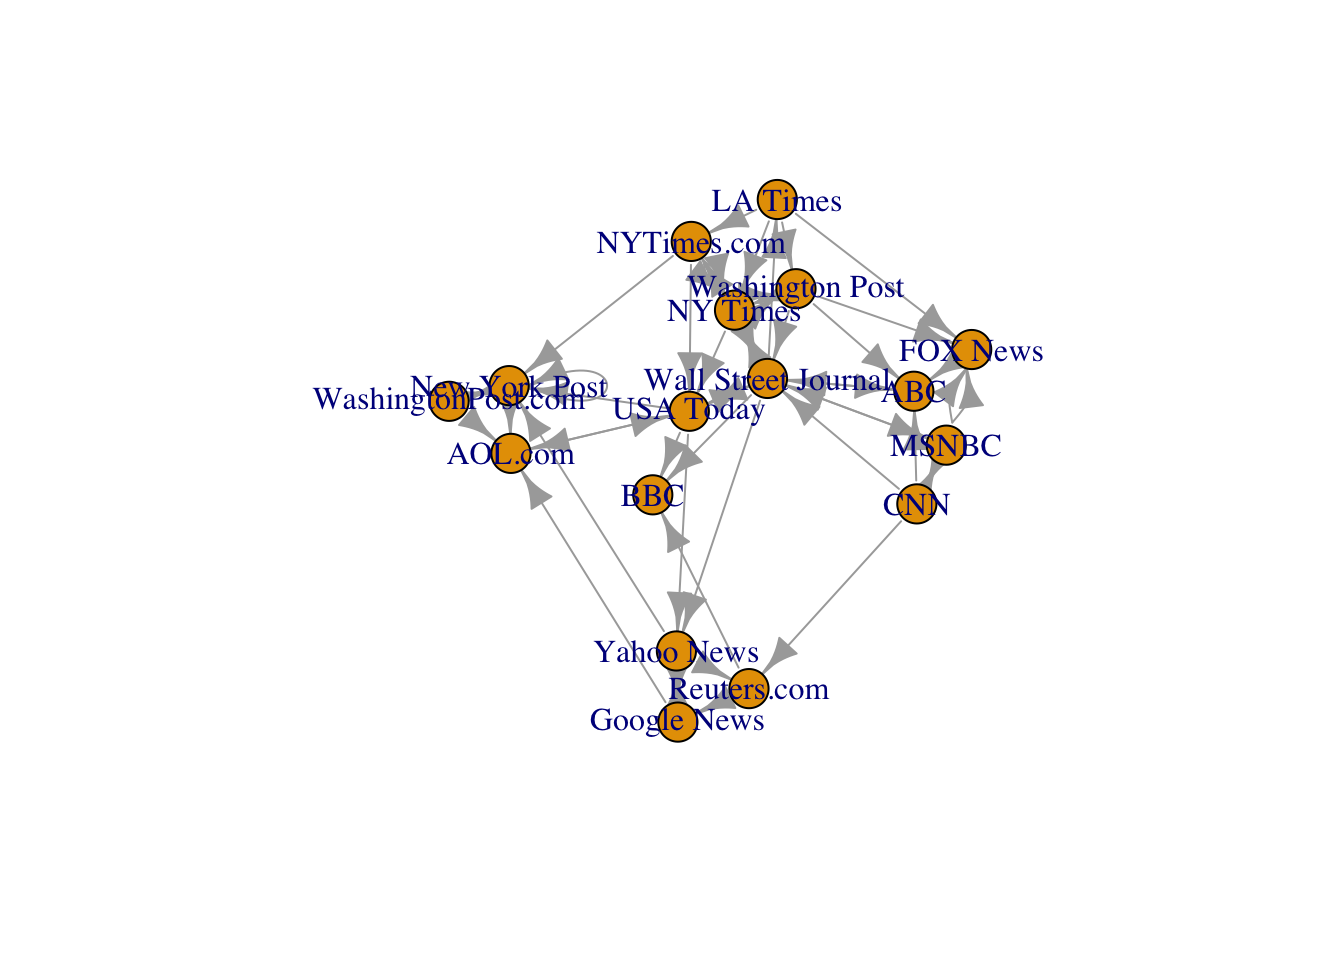 LA Times
NYTimes.com
Washington Post
NY Times
FOX News
Wall Street Journal
New York Post
ABC
WashingtonPost.com
USA Today
MSNBC
AOL.com
BBC
CNN
Yahoo News
Reuters.com
Google News